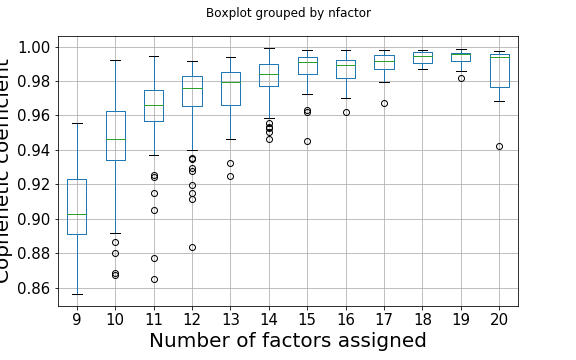 Boxplot grouped by nfactor
Cophenetic coefficient
1.00
0.98
0.96
0.94
0.92
0.90
0.88
0.86
9 10 11 12 13 14 15 16 17 18 19 20
Number of factors assigned